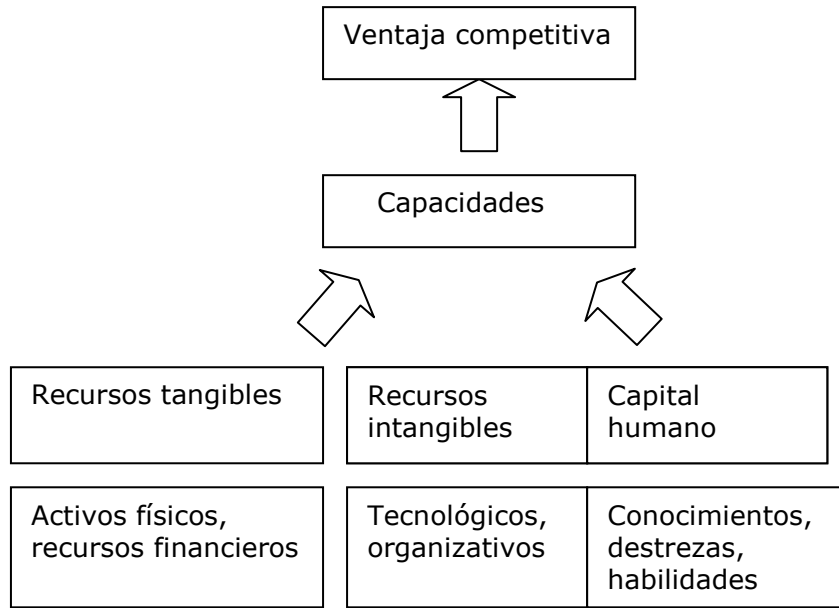 Ventaja competitiva
Capacidades
Recursos tangibles
Recursos
intangibles
Capital
humano
Activos físicos,
recursos financieros
Tecnológicos,
organizativos
Conocimientos,
destrezas,
habilidades